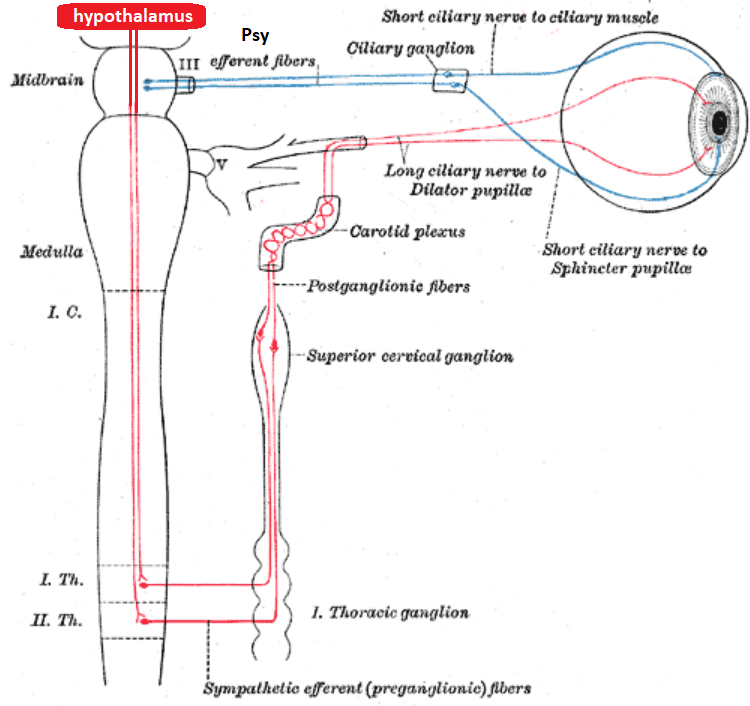 hypothalamus
Psy
Short ciliary nerve to ciliary muscle
Ciliary ganglion
III efferent fibers
Midbrain
V
Long ciliary nerve to
Dilator pupillæ
Carotid plexus
Medulla
Short ciliary nerve to
Sphincter pupillæ
Postganglionic fibers
I. C.
Superior cervical ganglion
I. Th.
I. Thoracic ganglion
II. Th.
Sympathetic efferent (preganglionic) fibers